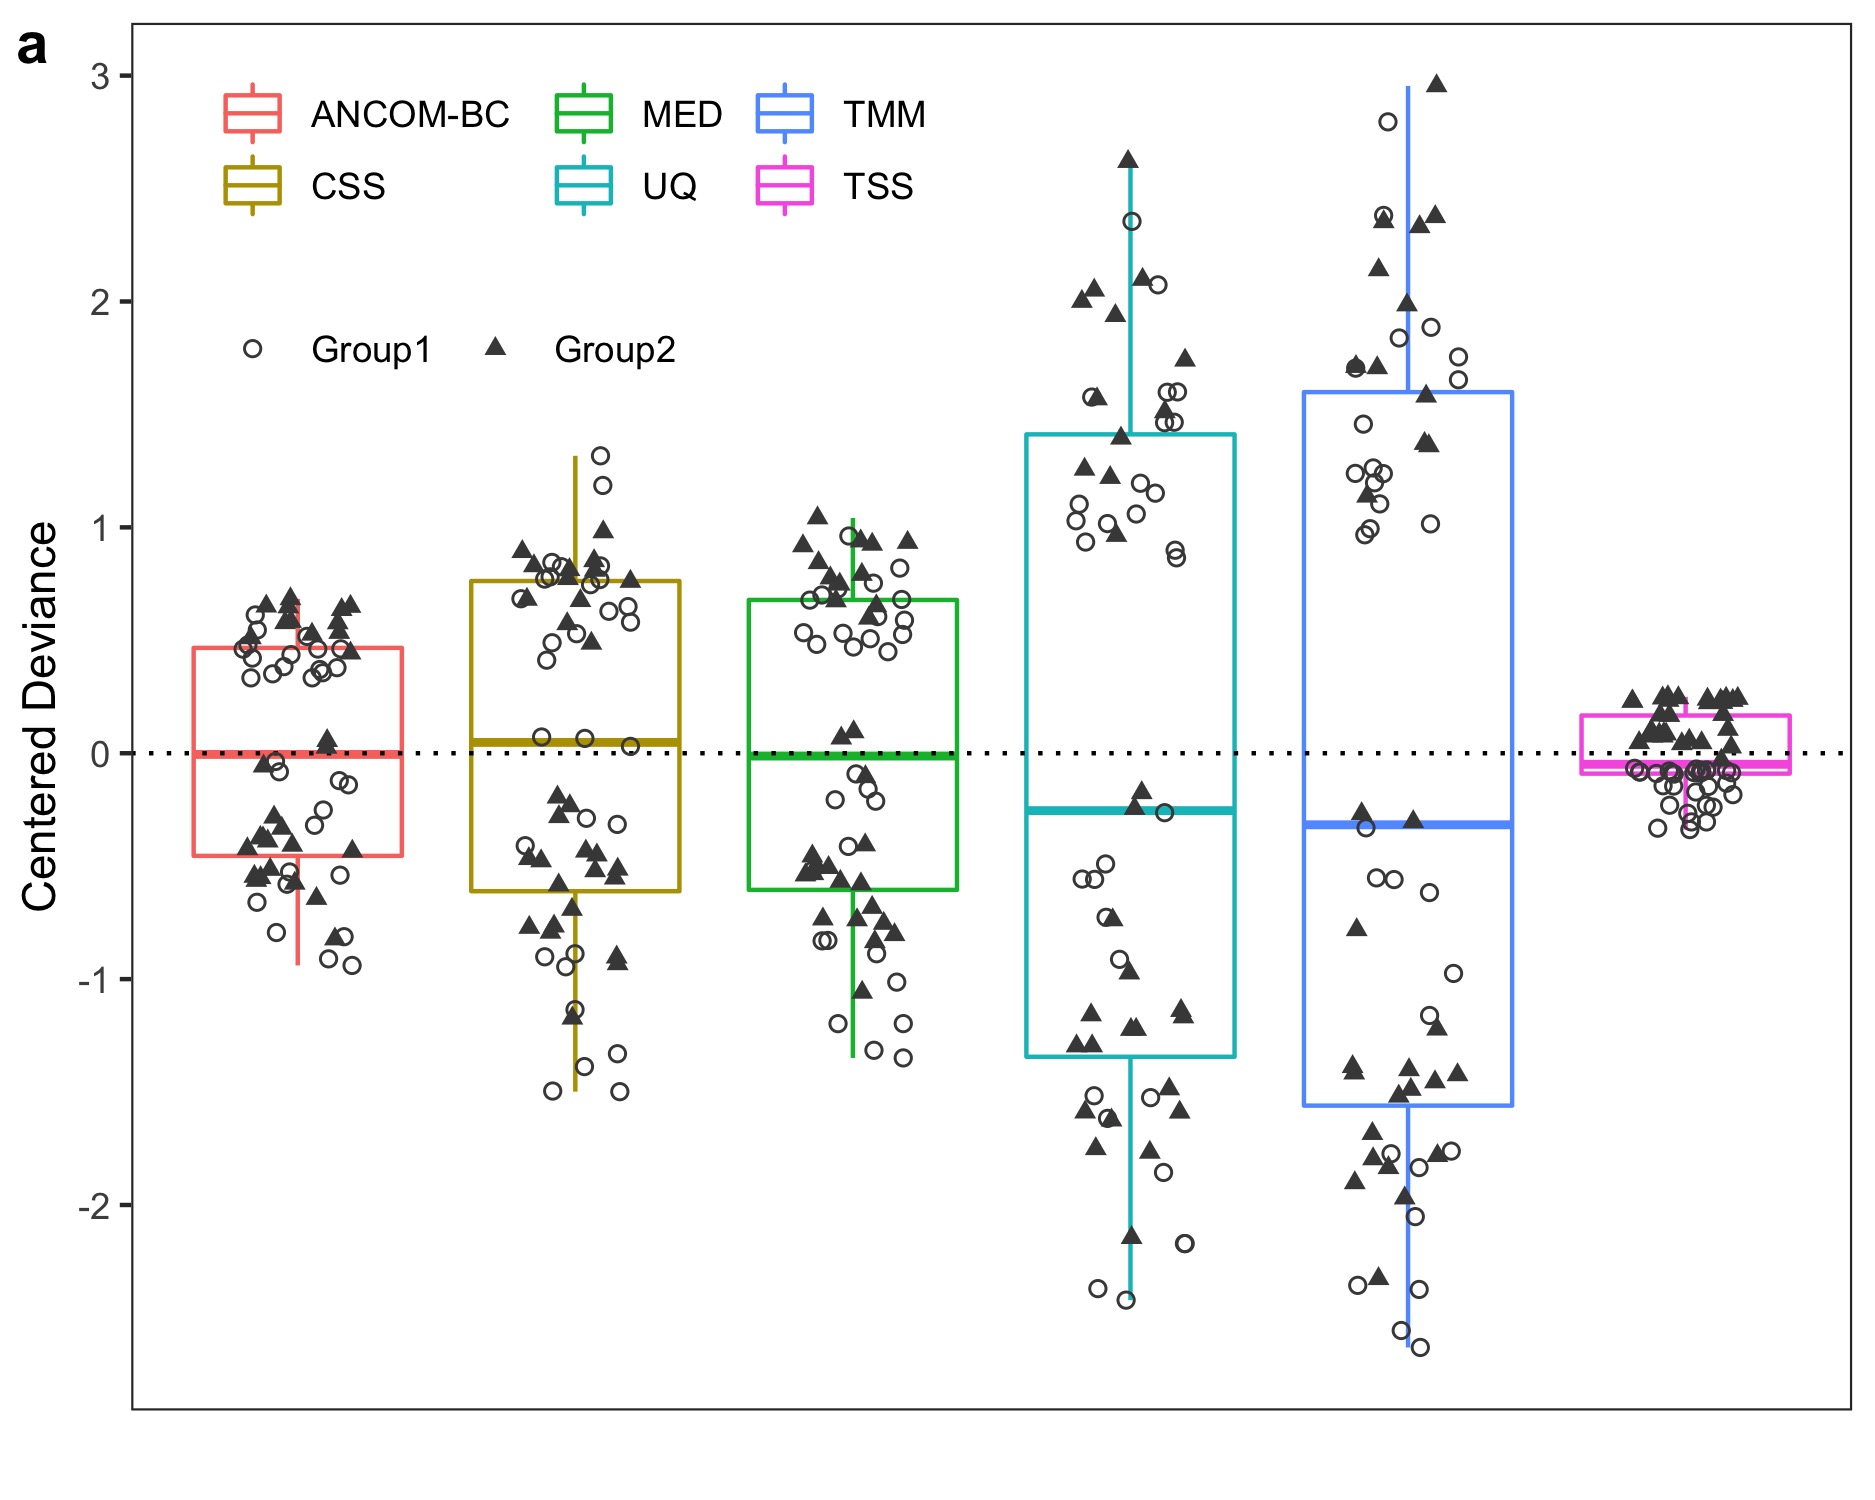 a
Centered Deviance
3
2
1
0
-1
-2
ANCOM-BC MED TMM
CSS UQ TSS
Group1 Group2